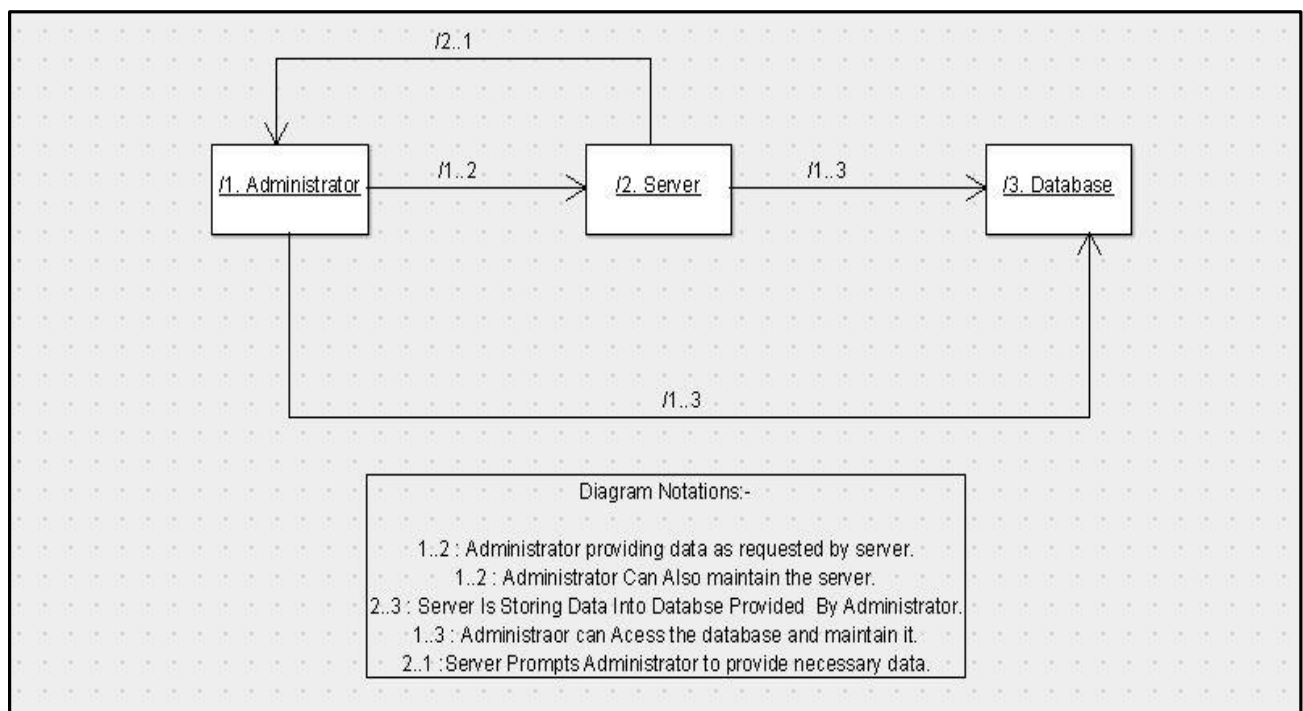 /2..1
/1. Administrator
/1..2
/2. Server
/1..3
/3. Database
/1..3
Diagram Notations:-
1..2 : Administrator providing data as requested by server.
1..2 : Administrator Can Also maintain the server.
2..3 : Server Is Storing Data Into Databse Provided By Administrator.
1..3 : Administraor can Acess the database and maintain it.
2..1 :Server Prompts Administrator to provide necessary data.